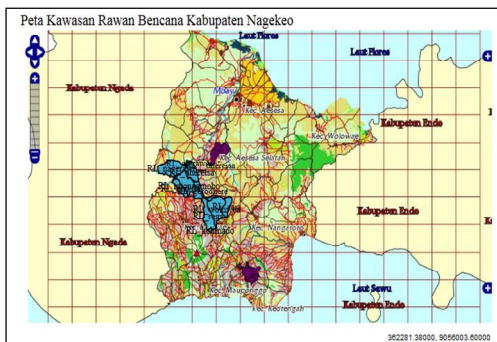 Peta Kawasan Rawan Bencana Kabupaten Nagekeo
Laut Flores
Laut Flores
Kabupaten Ngada
Mbay
Kec. Aesesa
Kabupaten Ende
Kec. Wolowae
Kec. Aesesa Selatan
Kabupaten Ende
Kec. Nangaroro
Kabupaten Ngada
Laut Sawu
Kec. Mauponggo
Kec. Keotengah
Kabupaten Ende
362281.38000, 9056003.60000